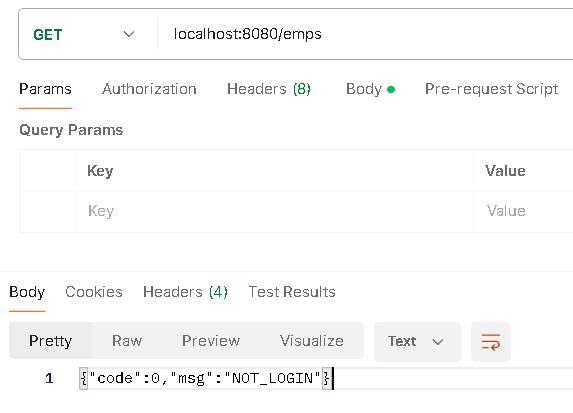 GET localhost:8080/emps
Params Authorization Headers (8) Body Pre-request Script
Query Params
Key Value
Key Value
Body Cookies Headers (4) Test Results
Pretty Raw Preview Visualize Text
1 {"code":0,"msg":"NOT_LOGIN"}